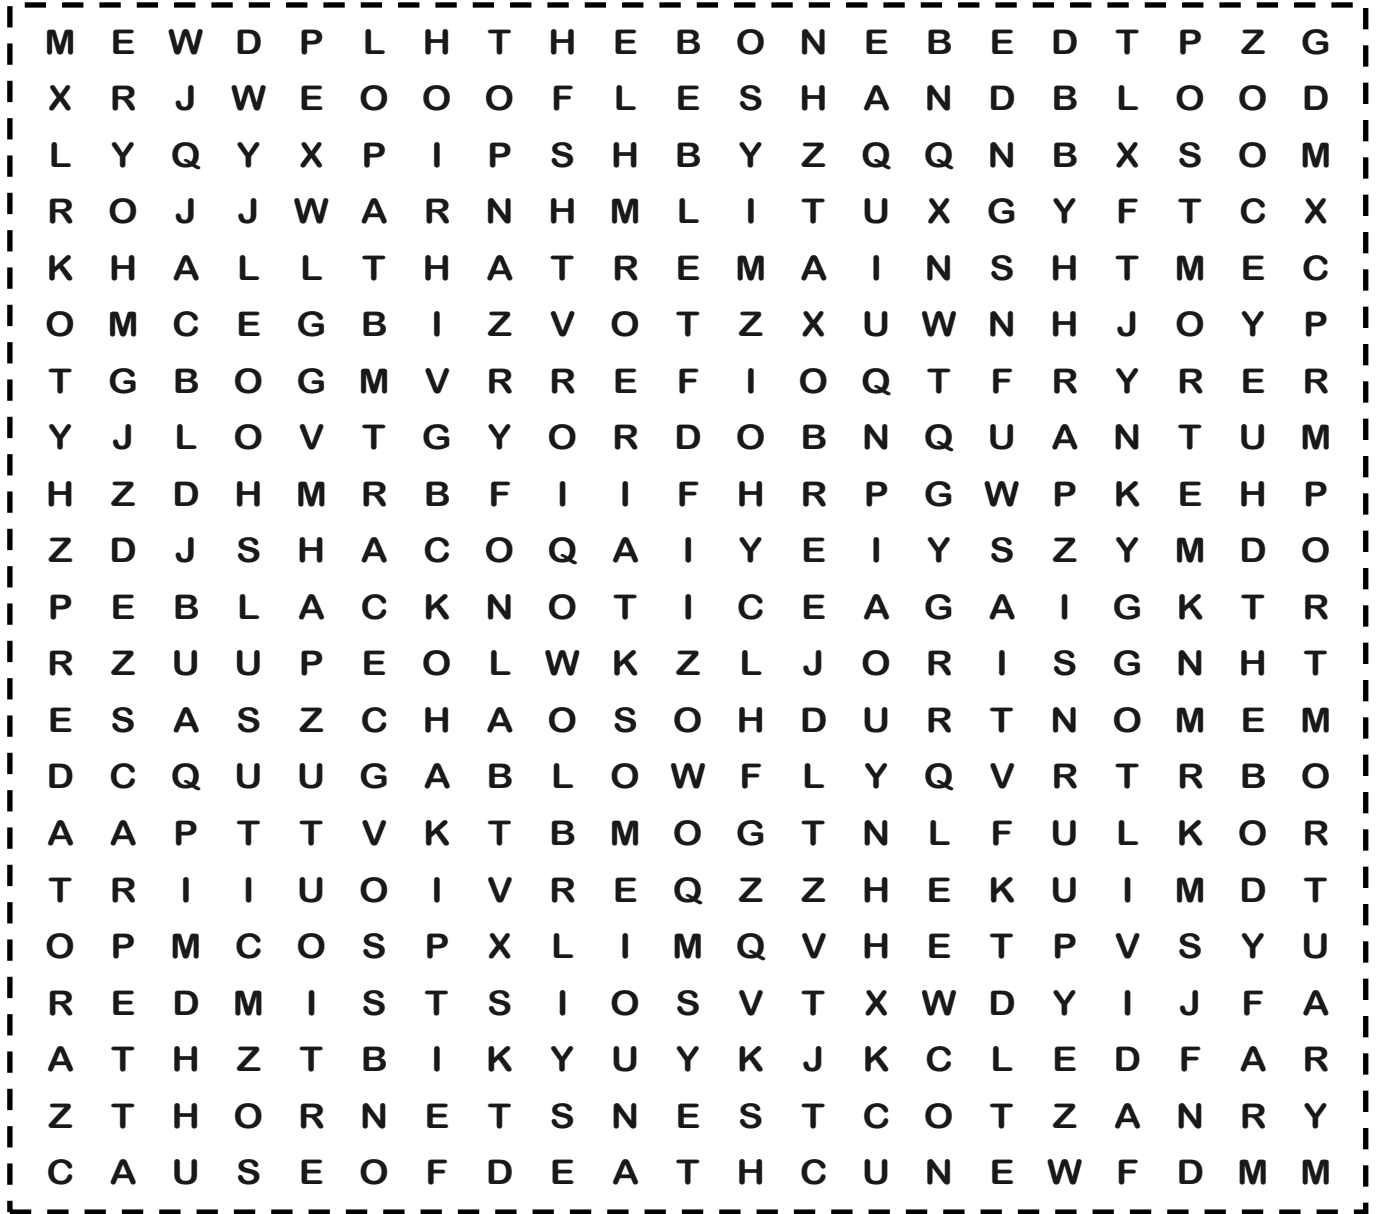 M E W D P L H T H E B O N E B E D T P Z G
X R J W E O O O F L E S H A N D B L O O D
L Y Q Y X P I P S H B Y Z Q Q N B X S O M
R O J J W A R N H M L I T U X G Y F T C X
K H A L L T H A T R E M A I N S H T M E C
O M C E G B I Z V O T Z X U W N H J O Y P
T G B O G M V R R E F I O Q T F R Y R E R
Y J L O V T G Y O R D O B N Q U A N T U M
H Z D H M R B F I I F H R P G W P K E H P
Z D J S H A C O Q A I Y E I Y S Z Y M D O
P E B L A C K N O T I C E A G A I G K T R
R Z U U P E O L W K Z L J O R I S G N H T
E S A S Z C H A O S O H D U R T N O M E M
D C Q U U G A B L O W F L Y Q V R T R B O
A A P T T V K T B M O G T N L F U L K O R
T R I I U O I V R E Q Z Z H E K U I M D T
O P M C O S P X L I M Q V H E T P V S Y U
R E D M I S T S I O S V T X W D Y I J F A
A T H Z T B I K Y U Y K J K C L E D F A R
Z T H O R N E T S N E S T C O T Z A N R Y
C A U S E O F D E A T H C U N E W F D M M